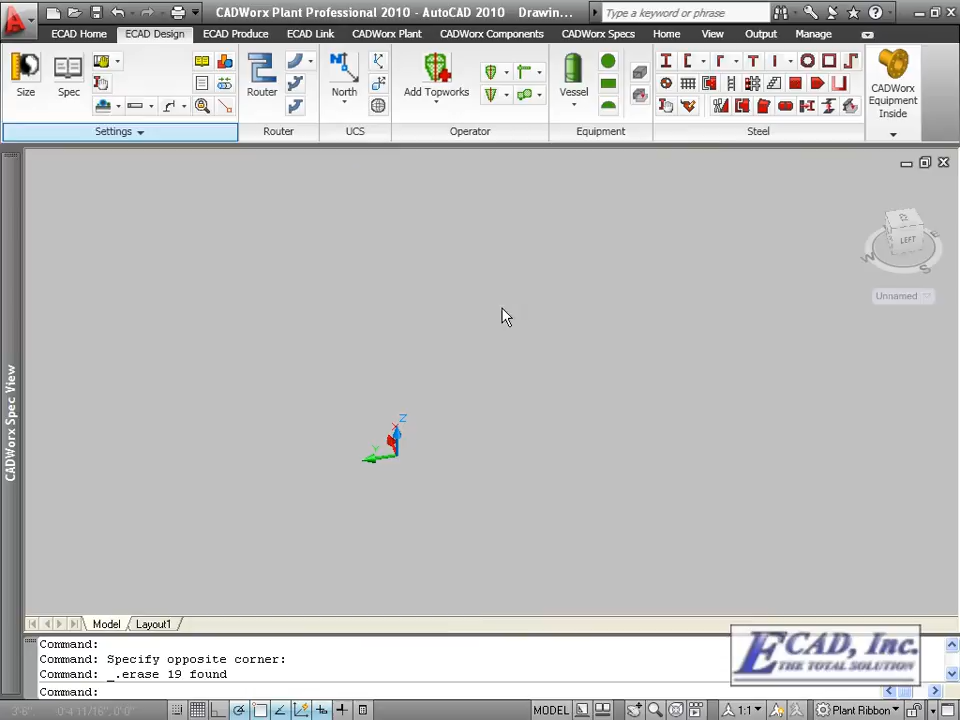 CADWorx Plant Professional 2010 - AutoCAD 2010 Drawin... Type a keyword or phrase
ECAD Home ECAD Design ECAD Produce ECAD Link CADWorx Plant CADWorx Components CADWorx Specs Home View Output Manage
Size Spec Router North Add Topworks Vessel CADWorx Equipment Inside
Settings Router UCS Operator Equipment Steel
LEFT
W S
Unnamed
CADWorx Spec View
Z
X
Y
Model Layout1
Command:
Command: Specify opposite corner:
Command: _.erase 19 found
Command:
ECAD, Inc.
THE TOTAL SOLUTION
MODEL 1:1 Plant Ribbon